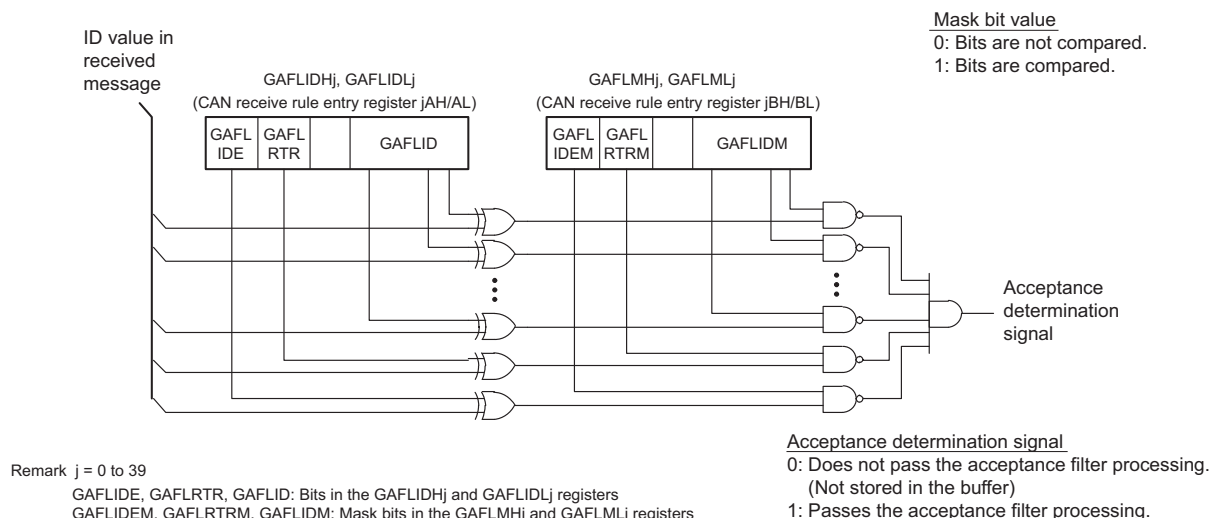 Mask bit value
0: Bits are not compared.
1: Bits are compared.
ID value in
received
message
GAFLIDHj, GAFLIDLj
(CAN receive rule entry register jAH/AL)
GAFLMHj, GAFLMLj
(CAN receive rule entry register jBH/BL)
GAFL
IDE
GAFL
RTR
GAFLID
GAFL
IDEM
GAFL
RTRM
GAFLIDM
Acceptance
determination
signal
Remark j = 0 to 39
GAFLIDE, GAFLRTR, GAFLID: Bits in the GAFLIDHj and GAFLIDLj registers
GAFLIDEM, GAFLRTRM, GAFLIDM: Mask bits in the GAFLMHj and GAFLMLj registers
Acceptance determination signal
0: Does not pass the acceptance filter processing.
(Not stored in the buffer)
1: Passes the acceptance filter processing.